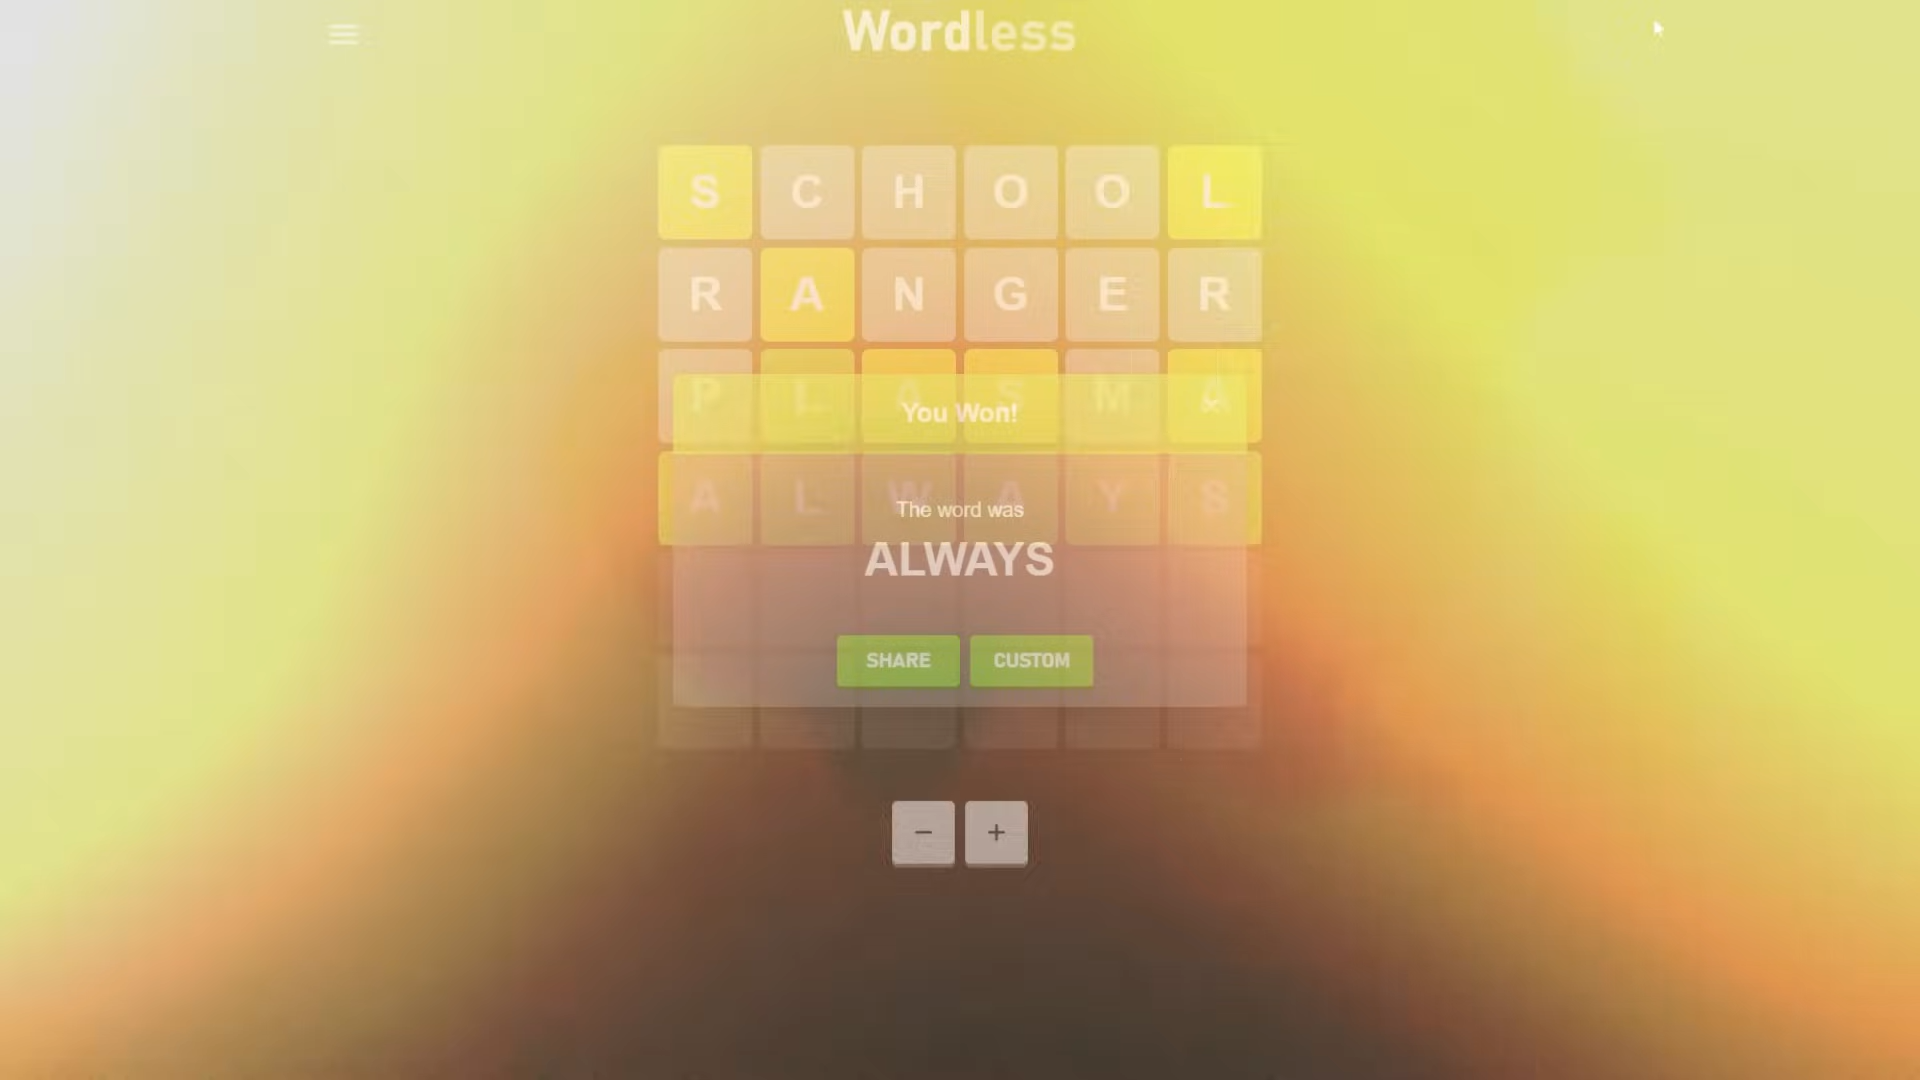 Wordless
S C H O O L
R A N G E R
P L A S M A
You Won!
A L W A Y S
The word was
ALWAYS
SHARE CUSTOM
− +